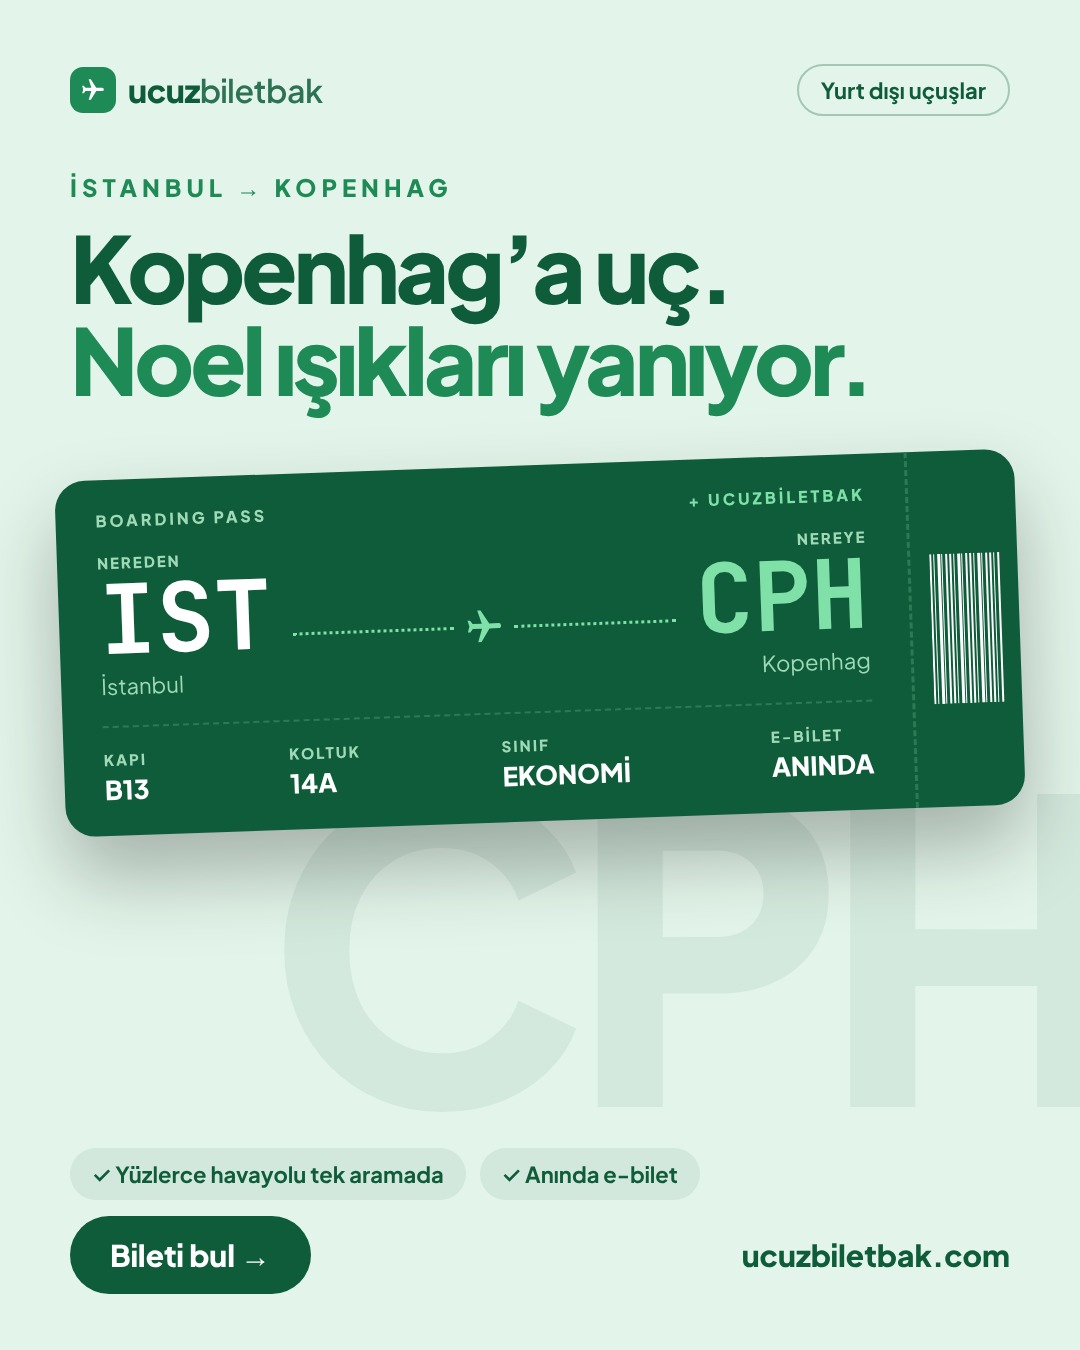 ucuzbiletbak
Yurt dışı uçuşlar
İSTANBUL → KOPENHAG
Kopenhag’a uç.
Noel ışıkları yanıyor.
BOARDING PASS
+ UCUZBİLETBAK
NEREDEN
NEREYE
IST
CPH
İstanbul
Kopenhag
KAPI
KOLTUK
SINIF
E-BİLET
B13
14A
EKONOMİ
ANINDA
CPH
✓ Yüzlerce havayolu tek aramada
✓ Anında e-bilet
Bileti bul →
ucuzbiletbak.com